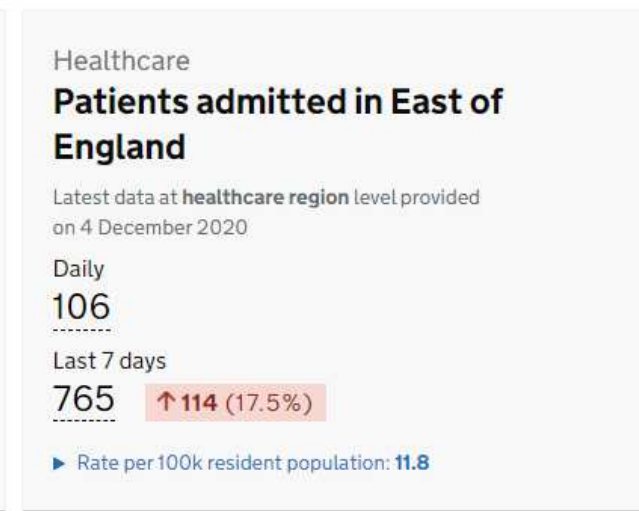 Healthcare
Patients admitted in East of
England
Latest data at healthcare region level provided
on 4 December 2020
Daily
106
Last 7 days
765 ↑ 114 (17.5%)
► Rate per 100k resident population: 11.8